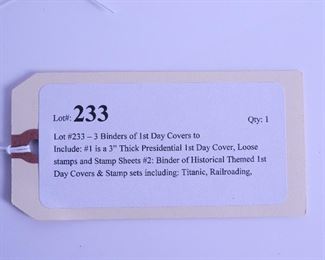 Lot#: 233 Qty: 1
Lot #233 – 3 Binders of 1st Day Covers to
Include: #1 is a 3" Thick Presidential 1st Day Cover, Loose
stamps and Stamp Sheets #2: Binder of Historical Themed 1st
Day Covers & Stamp sets including: Titanic, Railroading,